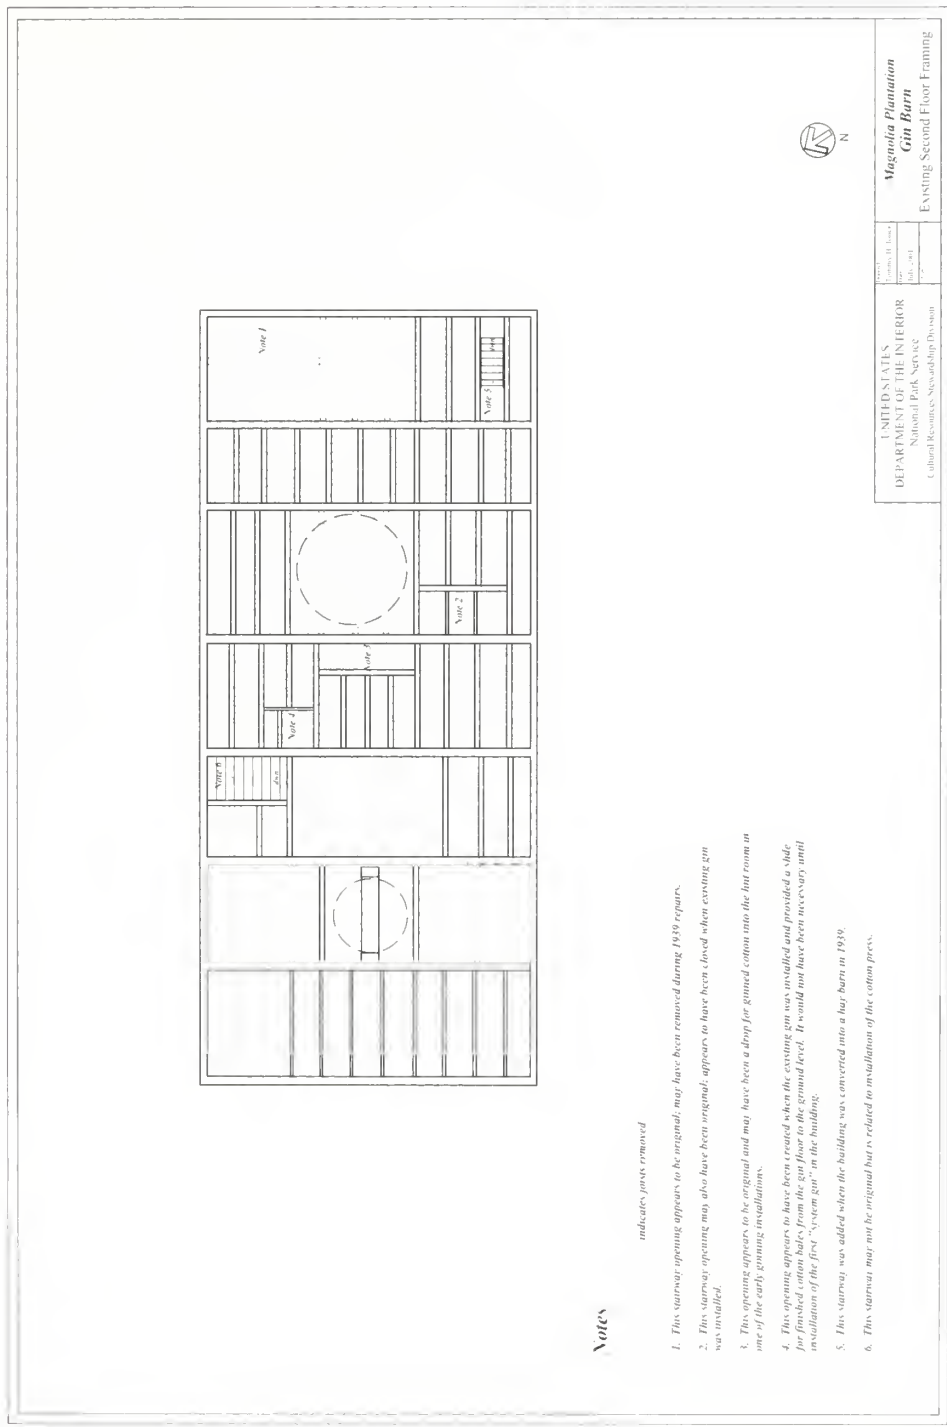 Note 1
Note 5
dwn
Note 2
Note 3
Note 4
Note 6
dwn
N
Notes
indicates joists removed
1. This stairway opening appears to be original; may have been removed during 1939 repairs.
2. This stairway opening may also have been original; appears to have been closed when existing gin
was installed.
3. This opening appears to be original and may have been a drop for ginned cotton into the lint room in
one of the early ginning installations.
4. This opening appears to have been created when the existing gin was installed and provided a slide
for finished cotton bales from the gin floor to the ground level. It would not have been necessary until
installation of the first "system gin" in the building.
5. This stairway was added when the building was converted into a hay barn in 1939.
6. This stairway may not be original but is related to installation of the cotton press.
UNITED STATES
DEPARTMENT OF THE INTERIOR
National Park Service
Cultural Resources Stewardship Division
Tommy H. Jones
July
Magnolia Plantation
Gin Barn
Existing Second Floor Framing